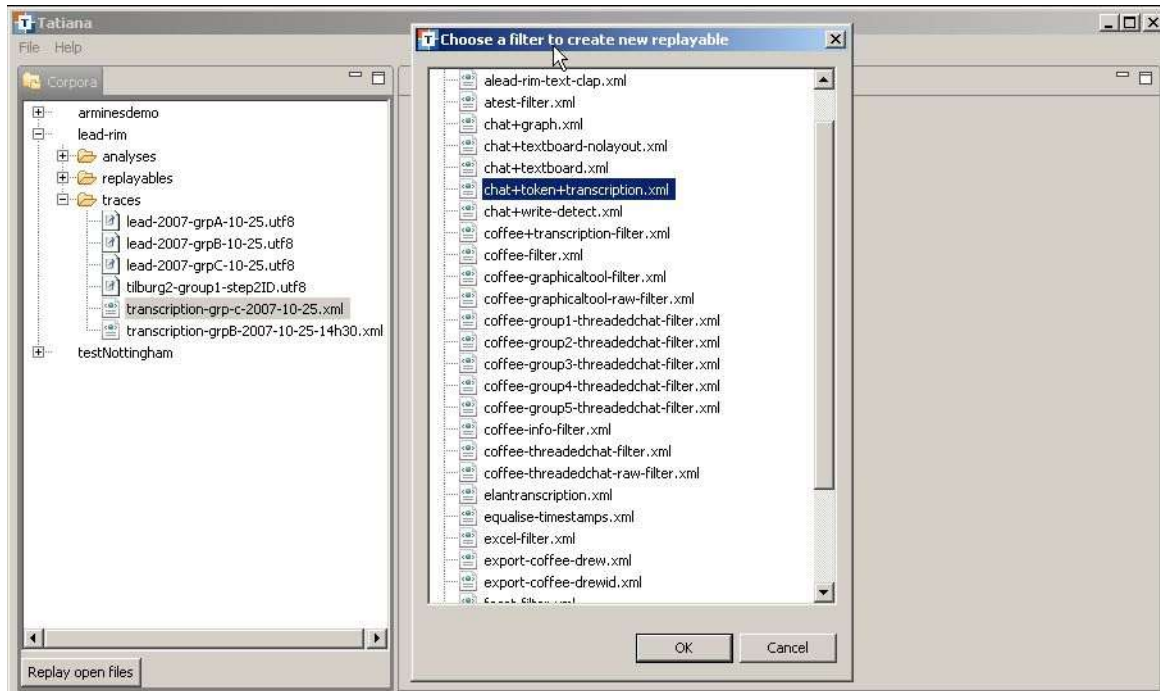 Tatiana
File Help
Corpora
arminesdemo
lead-rim
analyses
replayables
traces
lead-2007-grpA-10-25.utf8
lead-2007-grpB-10-25.utf8
lead-2007-grpC-10-25.utf8
tilburg2-group1-step2ID.utf8
transcription-grp-c-2007-10-25.xml
transcription-grpB-2007-10-25-14h30.xml
testNottingham
Replay open files
Choose a filter to create new replayable
alead-rim-text-clap.xml
atest-filter.xml
chat+graph.xml
chat+textboard-nolayout.xml
chat+textboard.xml
chat+token+transcription.xml
chat+write-detect.xml
coffee+transcription-filter.xml
coffee-filter.xml
coffee-graphicaltool-filter.xml
coffee-graphicaltool-raw-filter.xml
coffee-group1-threadedchat-filter.xml
coffee-group2-threadedchat-filter.xml
coffee-group3-threadedchat-filter.xml
coffee-group4-threadedchat-filter.xml
coffee-group5-threadedchat-filter.xml
coffee-info-filter.xml
coffee-threadedchat-filter.xml
coffee-threadedchat-raw-filter.xml
elantranscription.xml
equalise-timestamps.xml
excel-filter.xml
export-coffee-drew.xml
export-coffee-drewid.xml
OK
Cancel